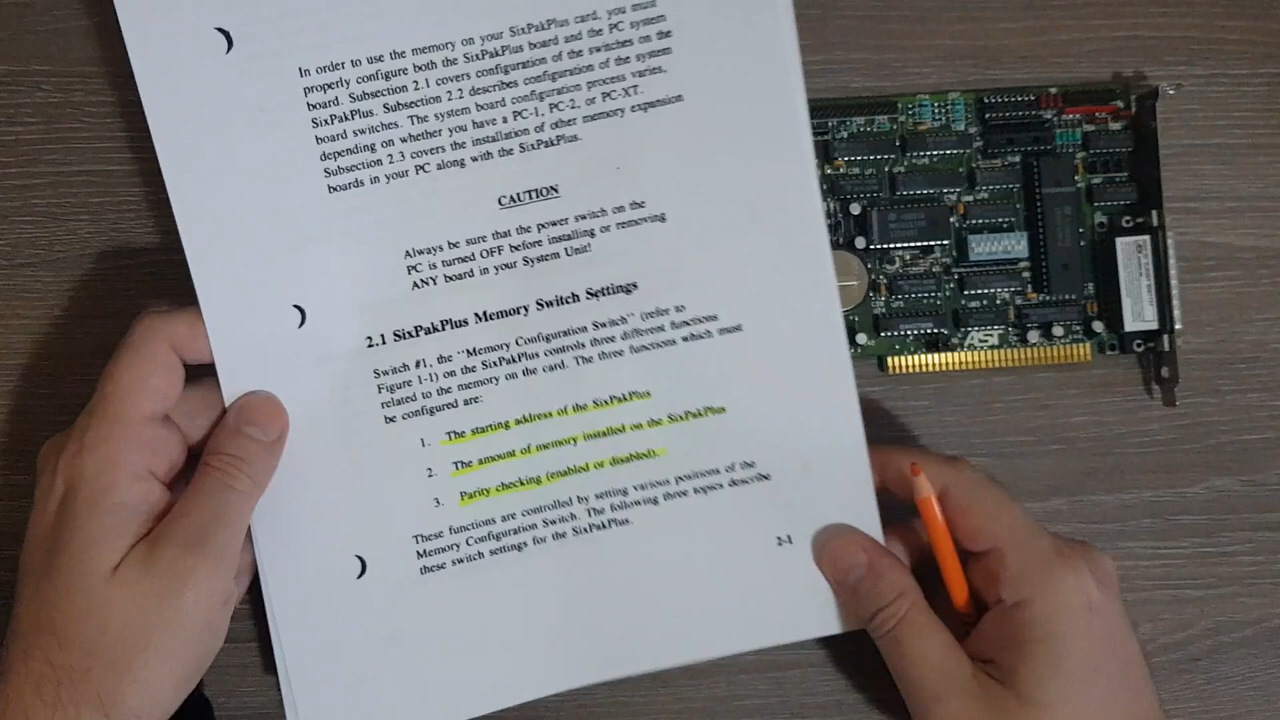 In order to use the memory on your SixPakPlus card, you must
properly configure both the SixPakPlus board and the PC system
board. Subsection 2.1 covers configuration of the switches on the
SixPakPlus. Subsection 2.2 describes configuration of the system
board switches. The system board configuration process varies,
depending on whether you have a PC-1, PC-2, or PC-XT.
Subsection 2.3 covers the installation of other memory expansion
boards in your PC along with the SixPakPlus.
CAUTION
Always be sure that the power switch on the
PC is turned OFF before installing or removing
ANY board in your System Unit!
2.1 SixPakPlus Memory Switch Settings
Switch #1, the ‘‘Memory Configuration Switch’’ (refer to
Figure 1-1) on the SixPakPlus controls three different functions
related to the memory on the card. The three functions which must
be configured are:
1. The starting address of the SixPakPlus
2. The amount of memory installed on the SixPakPlus
3. Parity checking (enabled or disabled).
These functions are controlled by setting various positions of the
Memory Configuration Switch. The following three topics describe
these switch settings for the SixPakPlus.
2-1
AST